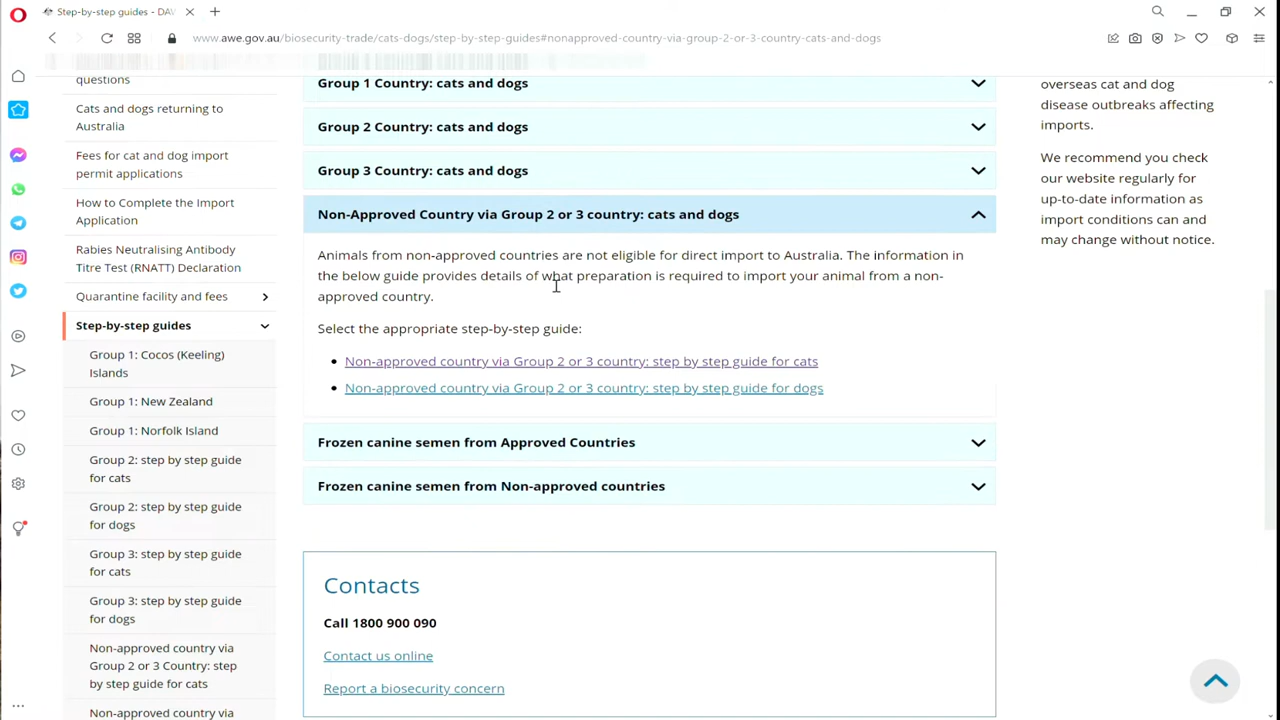 Step-by-step guides - DAV
www.awe.gov.au/biosecurity-trade/cats-dogs/step-by-step-guides#nonapproved-country-via-group-2-or-3-country-cats-and-dogs
questions
Cats and dogs returning to
Australia
Fees for cat and dog import
permit applications
How to Complete the Import
Application
Rabies Neutralising Antibody
Titre Test (RNATT) Declaration
Quarantine facility and fees
Step-by-step guides
Group 1: Cocos (Keeling)
Islands
Group 1: New Zealand
Group 1: Norfolk Island
Group 2: step by step guide
for cats
Group 2: step by step guide
for dogs
Group 3: step by step guide
for cats
Group 3: step by step guide
for dogs
Non-approved country via
Group 2 or 3 Country: step
by step guide for cats
Non-approved country via
Group 1 Country: cats and dogs
Group 2 Country: cats and dogs
Group 3 Country: cats and dogs
Non-Approved Country via Group 2 or 3 country: cats and dogs
Animals from non-approved countries are not eligible for direct import to Australia. The information in
the below guide provides details of what preparation is required to import your animal from a non-
approved country.
Select the appropriate step-by-step guide:
Non-approved country via Group 2 or 3 country: step by step guide for cats
Non-approved country via Group 2 or 3 country: step by step guide for dogs
Frozen canine semen from Approved Countries
Frozen canine semen from Non-approved countries
Contacts
Call 1800 900 090
Contact us online
Report a biosecurity concern
overseas cat and dog
disease outbreaks affecting
imports.
We recommend you check
our website regularly for
up-to-date information as
import conditions can and
may change without notice.